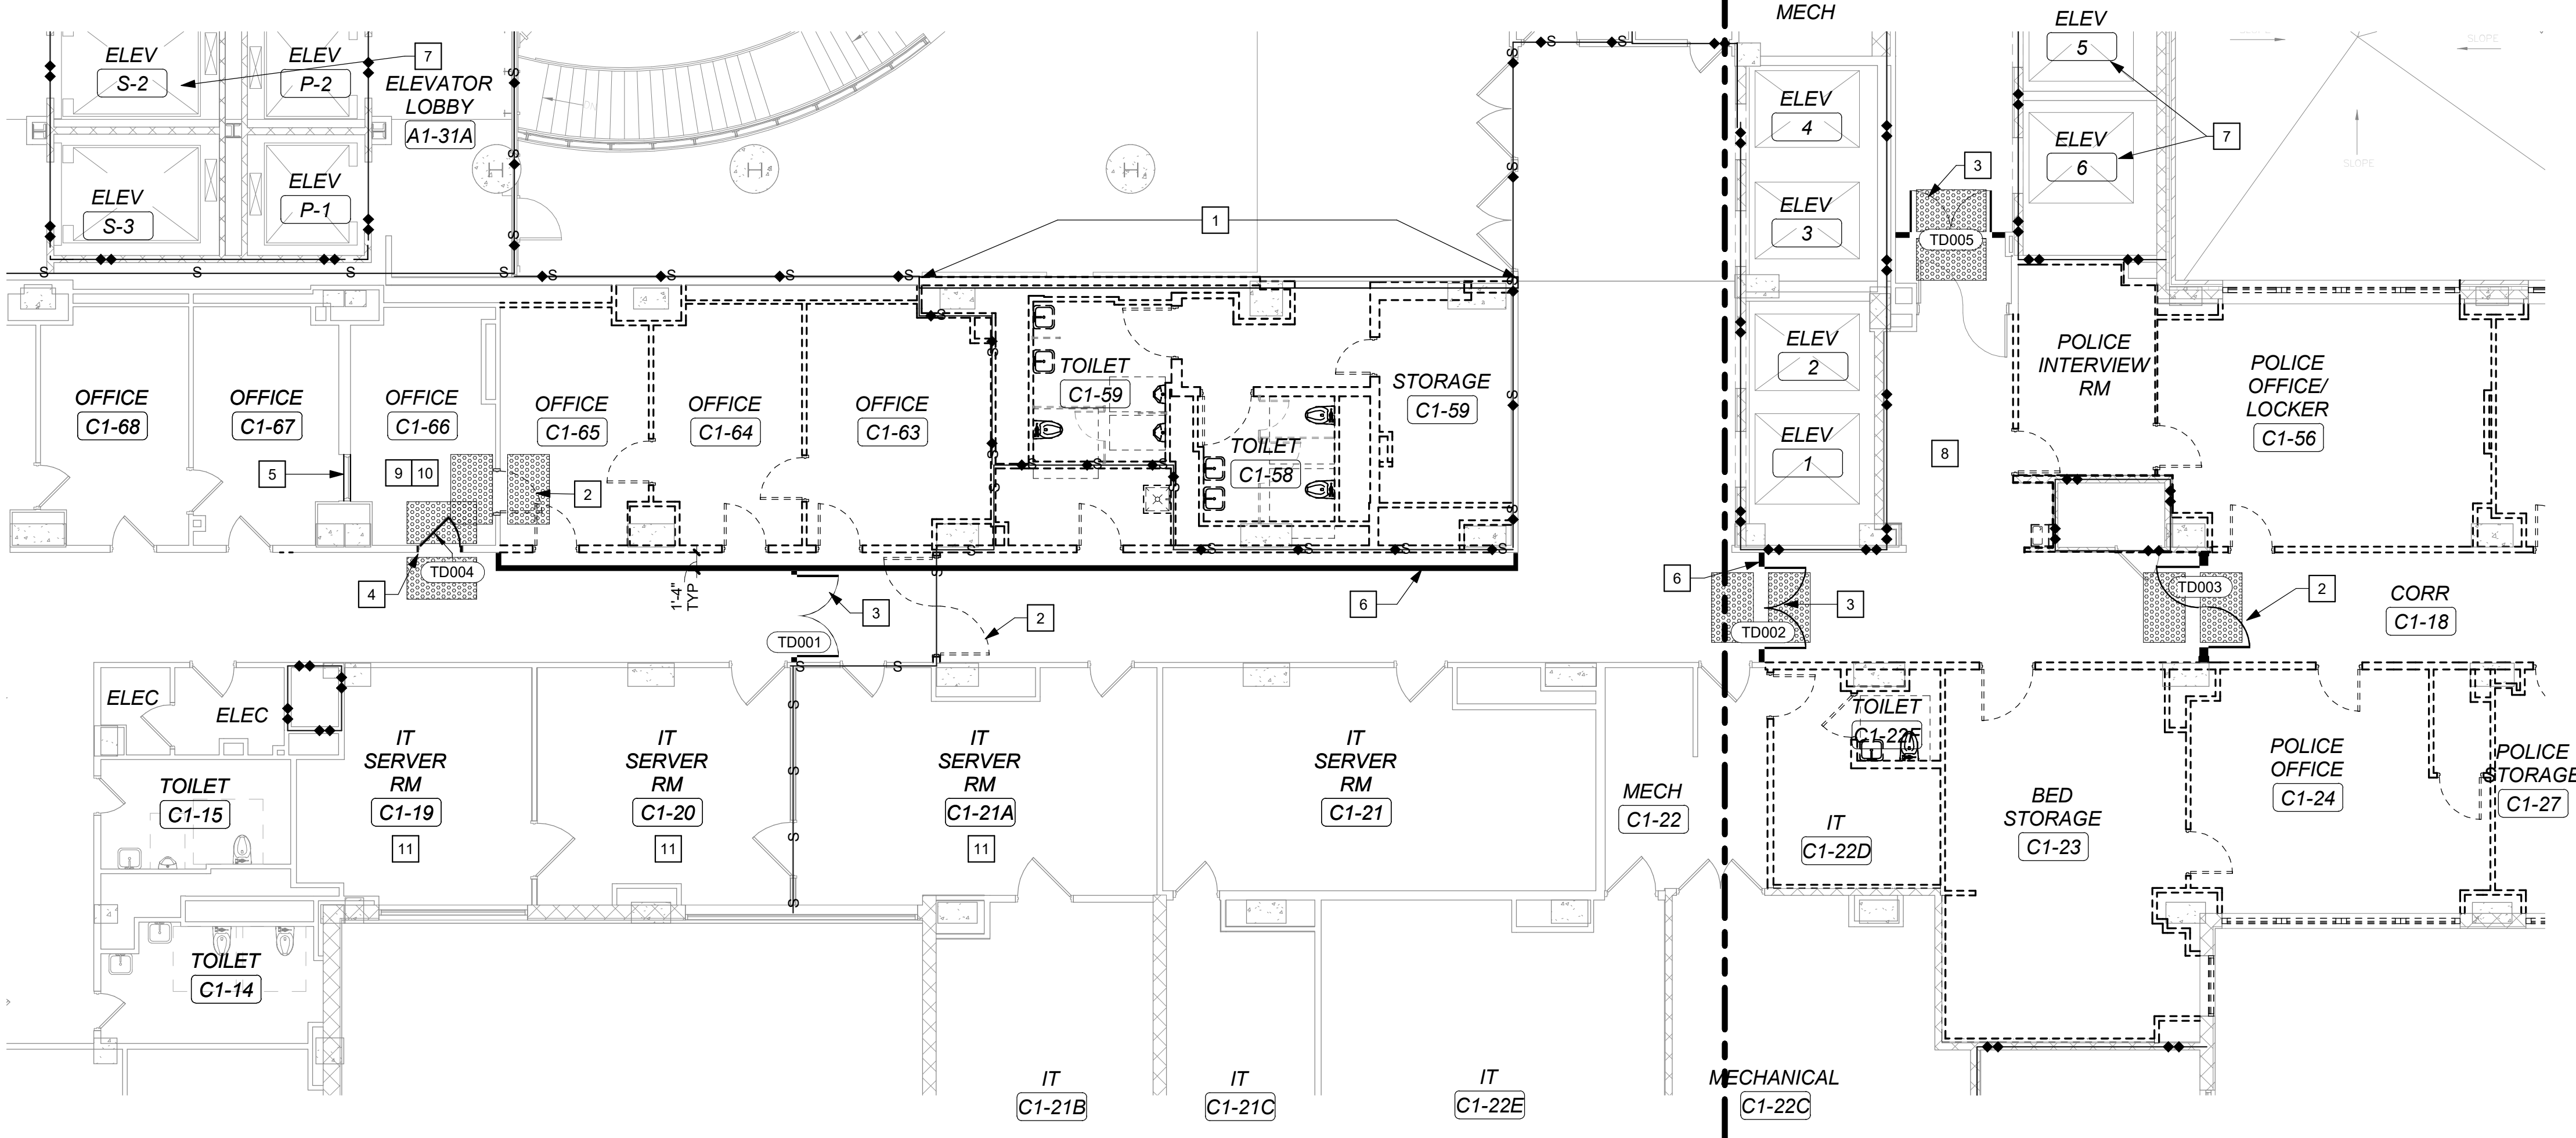 MECH
ELEV
5
SLOPE
SLOPE
ELEV
S-2
7
ELEV
P-2
ELEVATOR
LOBBY
A1-31A
DN
ELEV
4
ELEV
6
7
SLOPE
3
H
H
H
ELEV
S-3
ELEV
P-1
1
ELEV
3
TD005
OFFICE
C1-68
OFFICE
C1-67
OFFICE
C1-66
OFFICE
C1-65
OFFICE
C1-64
OFFICE
C1-63
TOILET
C1-59
STORAGE
C1-59
TOILET
C1-58
ELEV
2
ELEV
1
POLICE
INTERVIEW
RM
POLICE
OFFICE/
LOCKER
C1-56
8
5
9 10
2
TD004
4
1'-4"
TYP
3
TD001
2
6
6
3
TD002
TD003
2
CORR
C1-18
ELEC
ELEC
IT
SERVER
RM
C1-19
11
IT
SERVER
RM
C1-20
11
IT
SERVER
RM
C1-21A
11
IT
SERVER
RM
C1-21
MECH
C1-22
TOILET
C1-22F
IT
C1-22D
BED
STORAGE
C1-23
POLICE
OFFICE
C1-24
POLICE
STORAGE
C1-27
TOILET
C1-15
TOILET
C1-14
IT
C1-21B
IT
C1-21C
IT
C1-22E
MECHANICAL
C1-22C